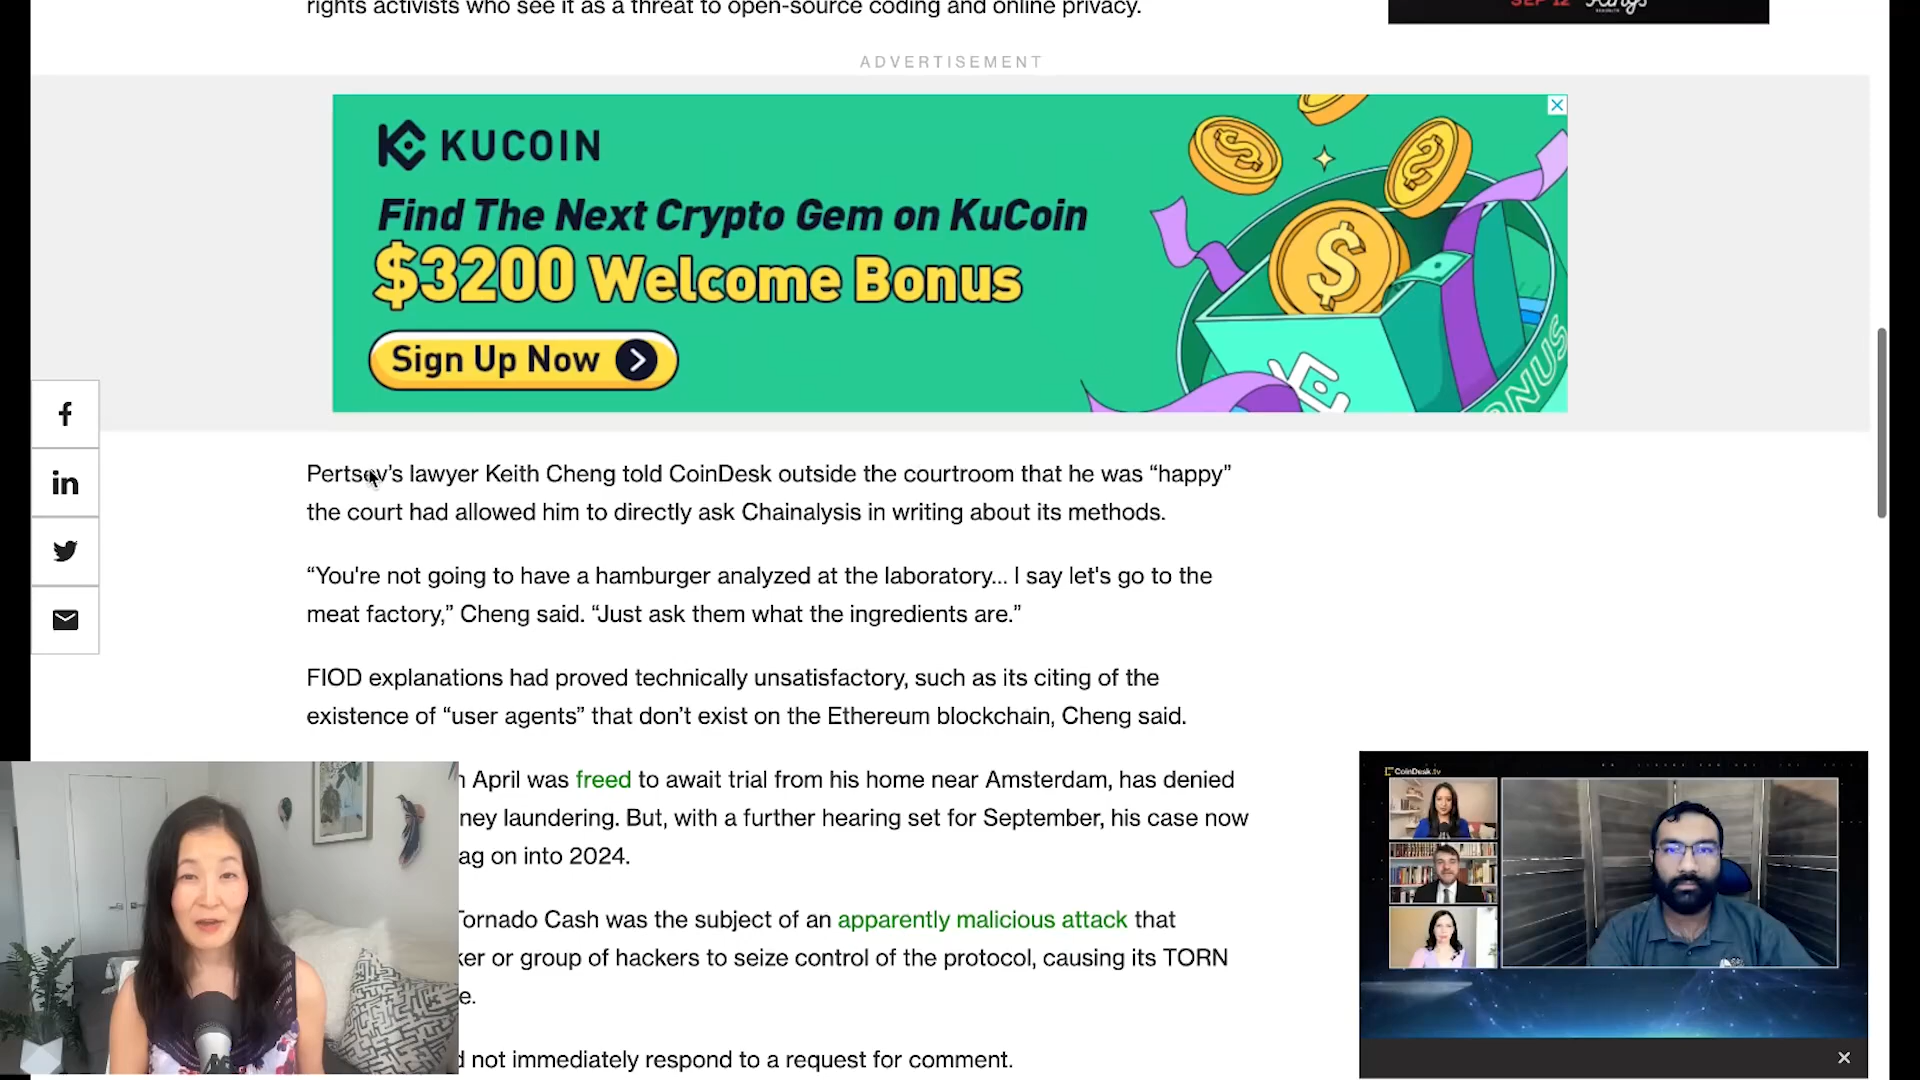 rights activists who see it as a threat to open-source coding and online privacy.
SEP 12
ADVERTISEMENT
KUCOIN
Find The Next Crypto Gem on KuCoin
$3200 Welcome Bonus
Sign Up Now
BONUS
Pertsev’s lawyer Keith Cheng told CoinDesk outside the courtroom that he was “happy”
the court had allowed him to directly ask Chainalysis in writing about its methods.
“You're not going to have a hamburger analyzed at the laboratory... I say let's go to the
meat factory,” Cheng said. “Just ask them what the ingredients are.”
FIOD explanations had proved technically unsatisfactory, such as its citing of the
existence of “user agents” that don’t exist on the Ethereum blockchain, Cheng said.
April was freed to await trial from his home near Amsterdam, has denied
ney laundering. But, with a further hearing set for September, his case now
ag on into 2024.
Tornado Cash was the subject of an apparently malicious attack that
ker or group of hackers to seize control of the protocol, causing its TORN
e.
not immediately respond to a request for comment.
CoinDesk.tv